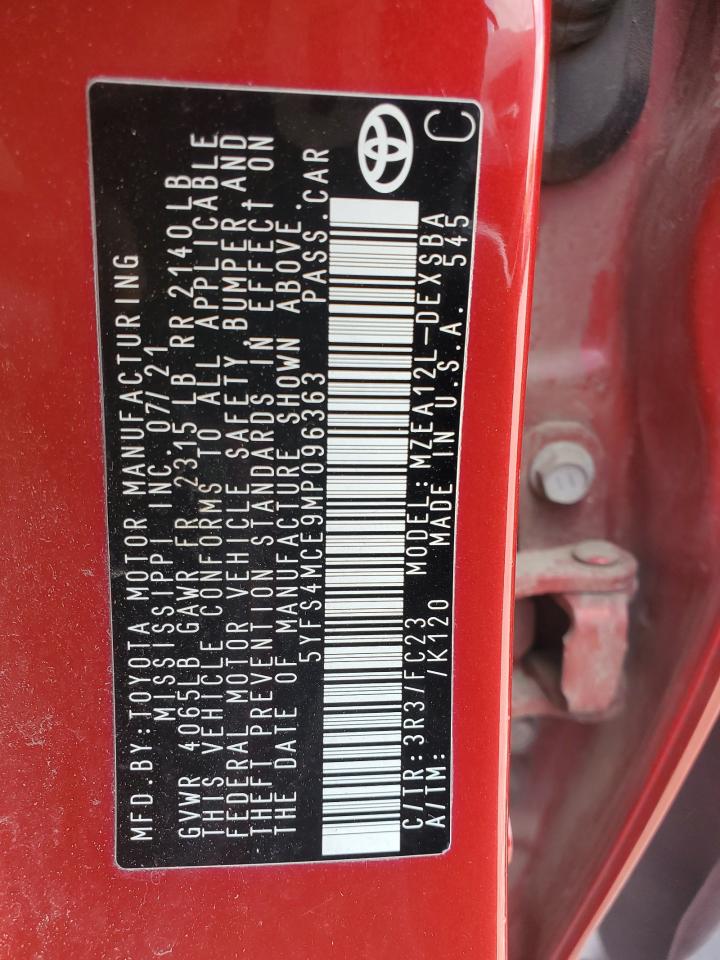 MFD.BY:TOYOTA MOTOR MANUFACTURING
MISSISSIPPI INC. 07/21
GVWR 4065LB GAWR FR 2315 LB RR 2140LB
THIS VEHICLE CONFORMS TO ALL APPLICABLE
FEDERAL MOTOR VEHICLE SAFETY, BUMPER AND
THEFT PREVENTION STANDARDS IN EFFECT ON
THE DATE OF MANUFACTURE SHOWN ABOVE.
5YFS4MCE9MP096363 PASS.CAR
C/TR:3R3/FC23 MODEL:MZEA12L-DEXSBA
A/TM: /K120 MADE IN U.S.A. 545
C